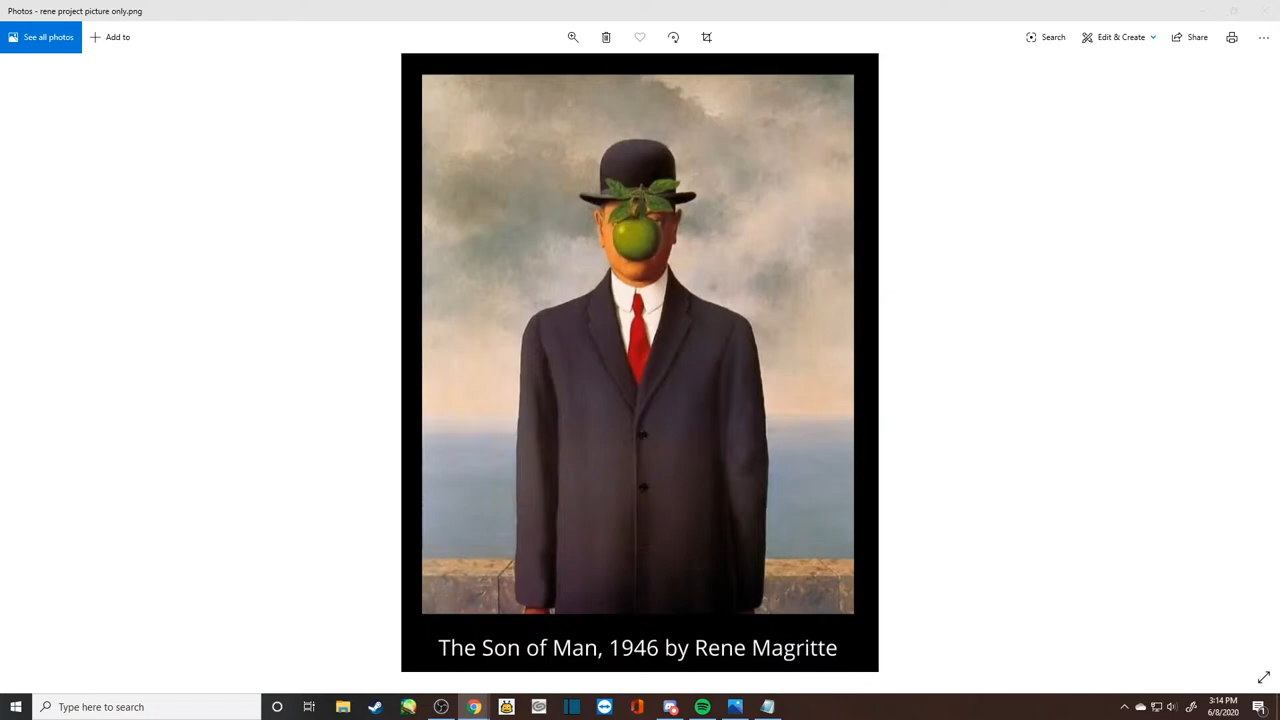 Photos - rene project picture only.png
See all photos
Add to
Search
Edit & Create
Share
The Son of Man, 1946 by Rene Magritte
Type here to search
3:14 PM
6/8/2020
1